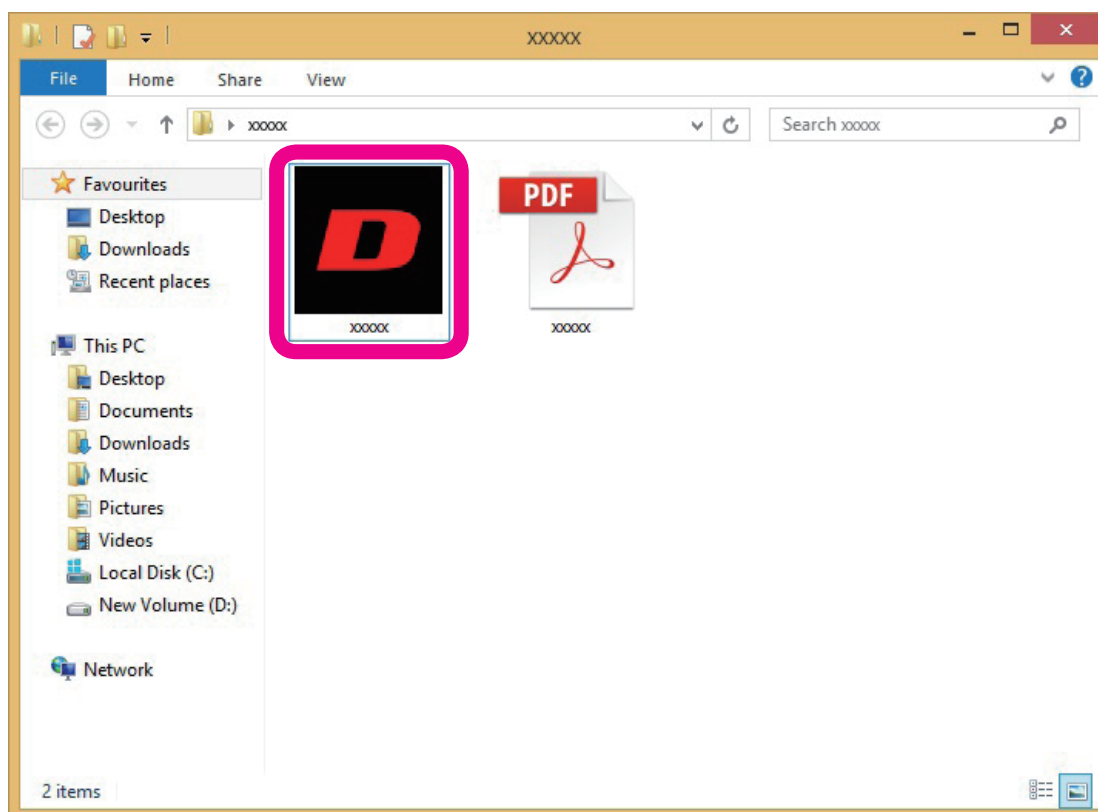 xxxxx
File Home Share View
xxxxx
Search xxxxx
Favourites
Desktop
Downloads
Recent places
This PC
Desktop
Documents
Downloads
Music
Pictures
Videos
Local Disk (C:)
New Volume (D:)
Network
D
xxxxx
PDF
xxxxx
2 items